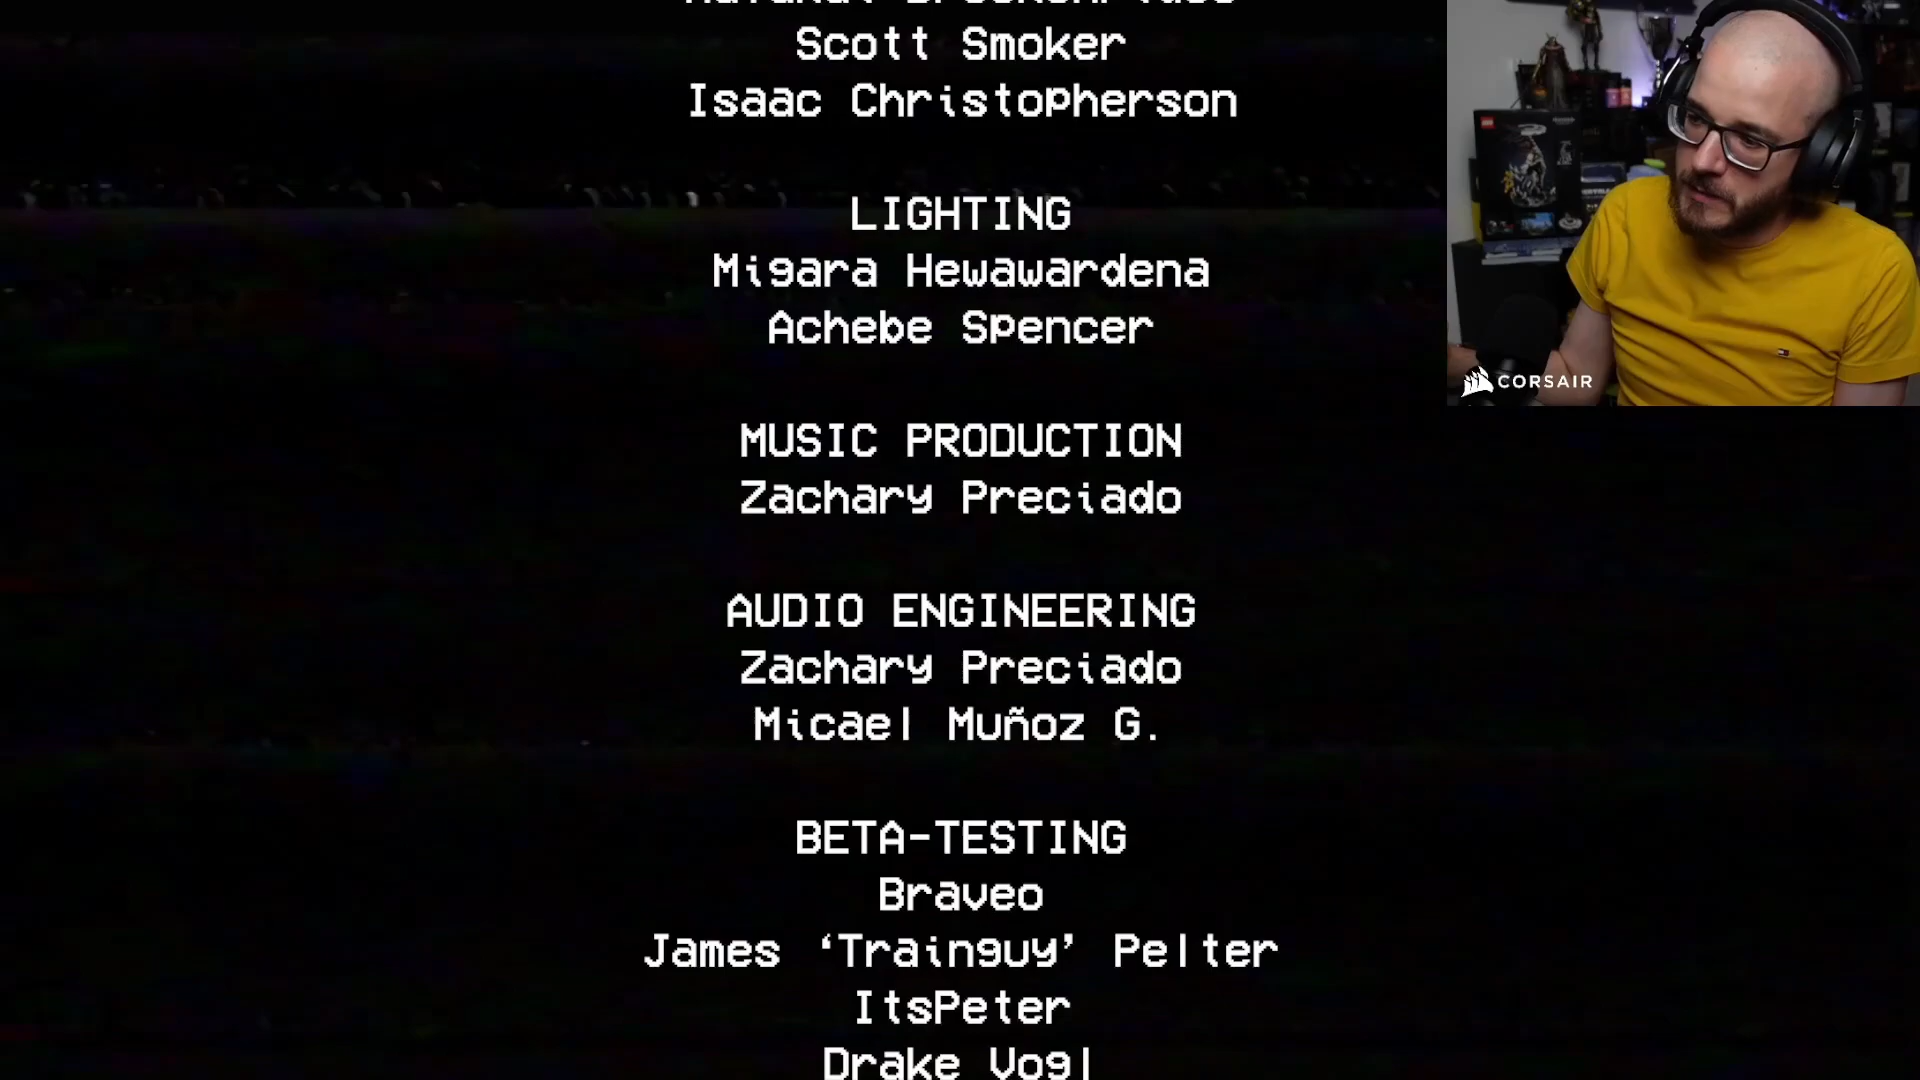 Scott Smoker
Isaac Christopherson
LIGHTING
Migara Hewawardena
Achebe Spencer
MUSIC PRODUCTION
Zachary Preciado
AUDIO ENGINEERING
Zachary Preciado
Micael Muñoz G.
BETA-TESTING
Braveo
James ‘Trainguy’ Pelter
ItsPeter
Drake Vogl
CORSAIR